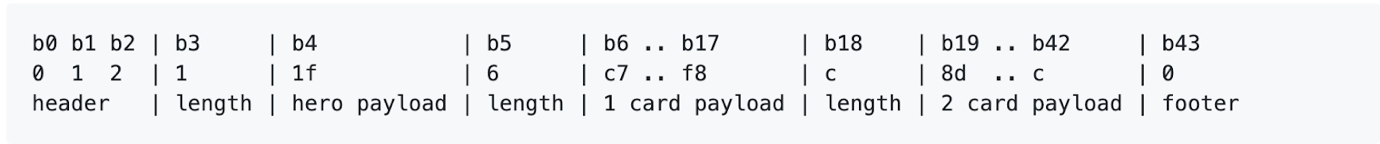 b0 b1 b2 | b3     | b4           | b5     | b6 .. b17      | b18    | b19 .. b42     | b43
0  1  2  | 1      | 1f           | 6      | c7 .. f8       | c      | 8d  .. c       | 0
header   | length | hero payload | length | 1 card payload | length | 2 card payload | footer